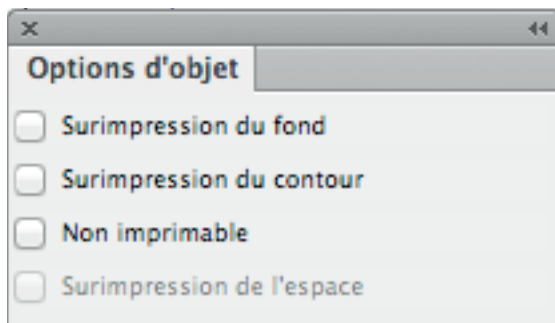 Options d'objet
Surimpression du fond
Surimpression du contour
Non imprimable
Surimpression de l'espace